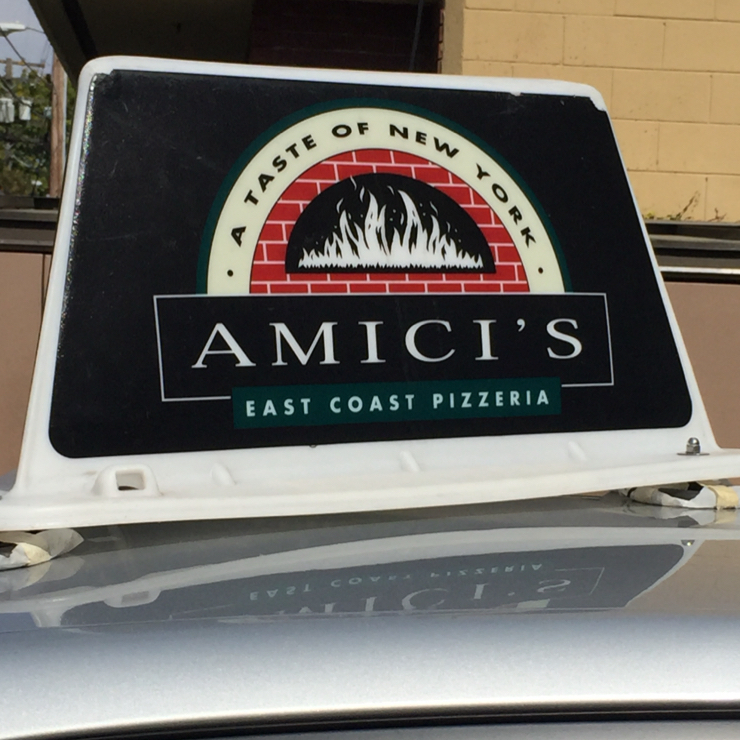 · A TASTE OF NEW YORK ·
AMICI'S
EAST COAST PIZZERIA